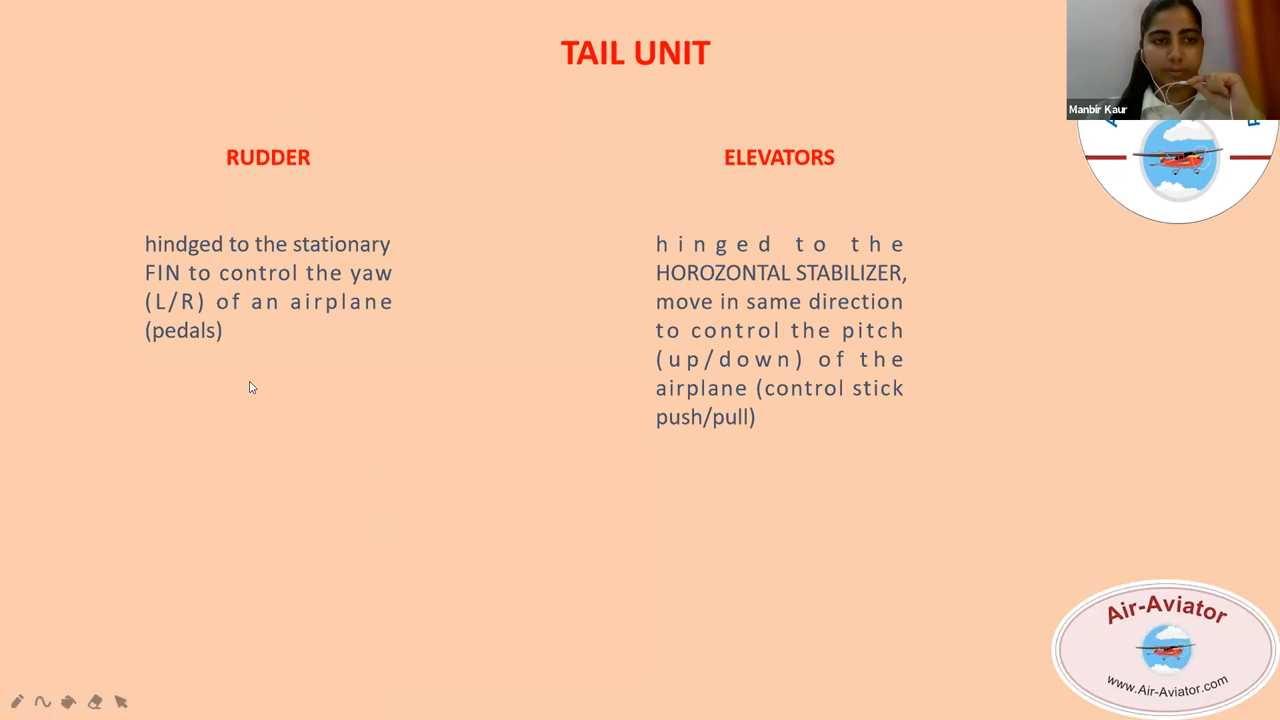 TAIL UNIT
Manbir Kaur
RUDDER
hindged to the stationary
FIN to control the yaw
(L/R) of an airplane
(pedals)
ELEVATORS
hinged to the
HOROZONTAL STABILIZER,
move in same direction
to control the pitch
(up/down) of the
airplane (control stick
push/pull)
Air-Aviator
www.Air-Aviator.com